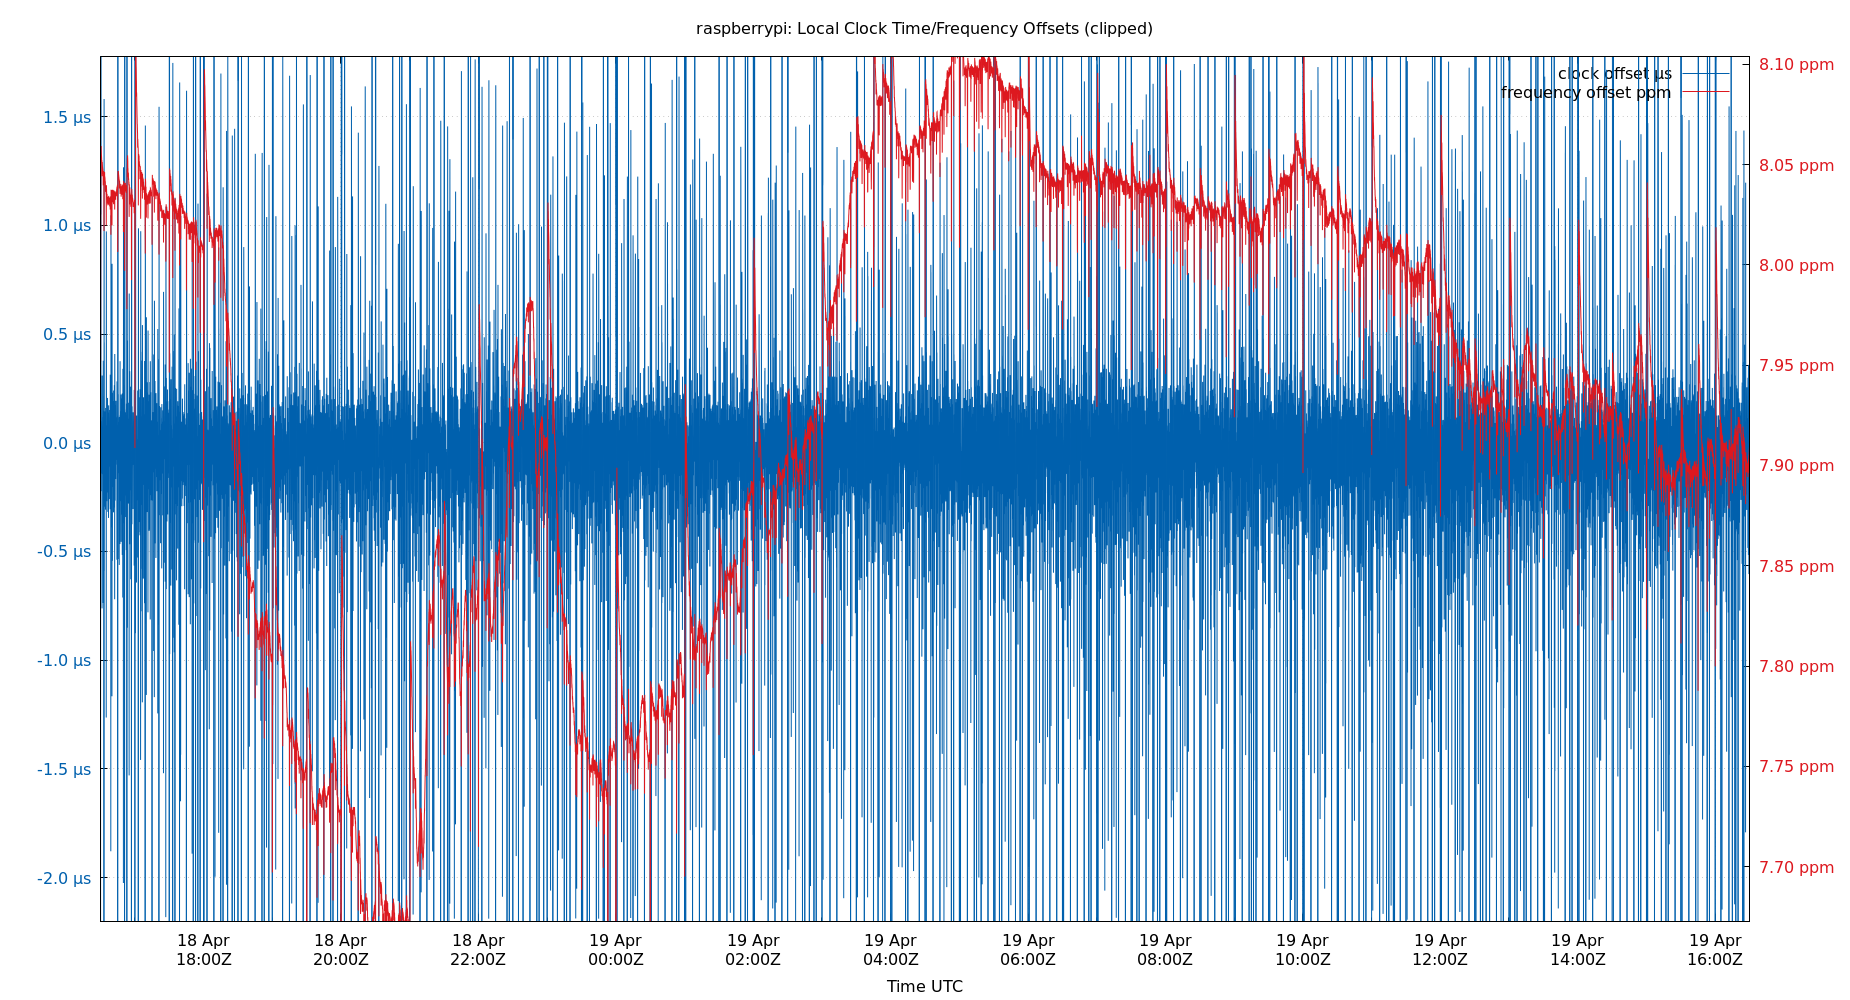 raspberrypi: Local Clock Time/Frequency Offsets (clipped)
clock offset µs
frequency offset ppm
1.5 µs
1.0 µs
0.5 µs
0.0 µs
-0.5 µs
-1.0 µs
-1.5 µs
-2.0 µs
8.10 ppm
8.05 ppm
8.00 ppm
7.95 ppm
7.90 ppm
7.85 ppm
7.80 ppm
7.75 ppm
7.70 ppm
18 Apr 18 Apr 18 Apr 19 Apr 19 Apr 19 Apr 19 Apr 19 Apr 19 Apr 19 Apr 19 Apr 19 Apr
18:00Z 20:00Z 22:00Z 00:00Z 02:00Z 04:00Z 06:00Z 08:00Z 10:00Z 12:00Z 14:00Z 16:00Z
Time UTC